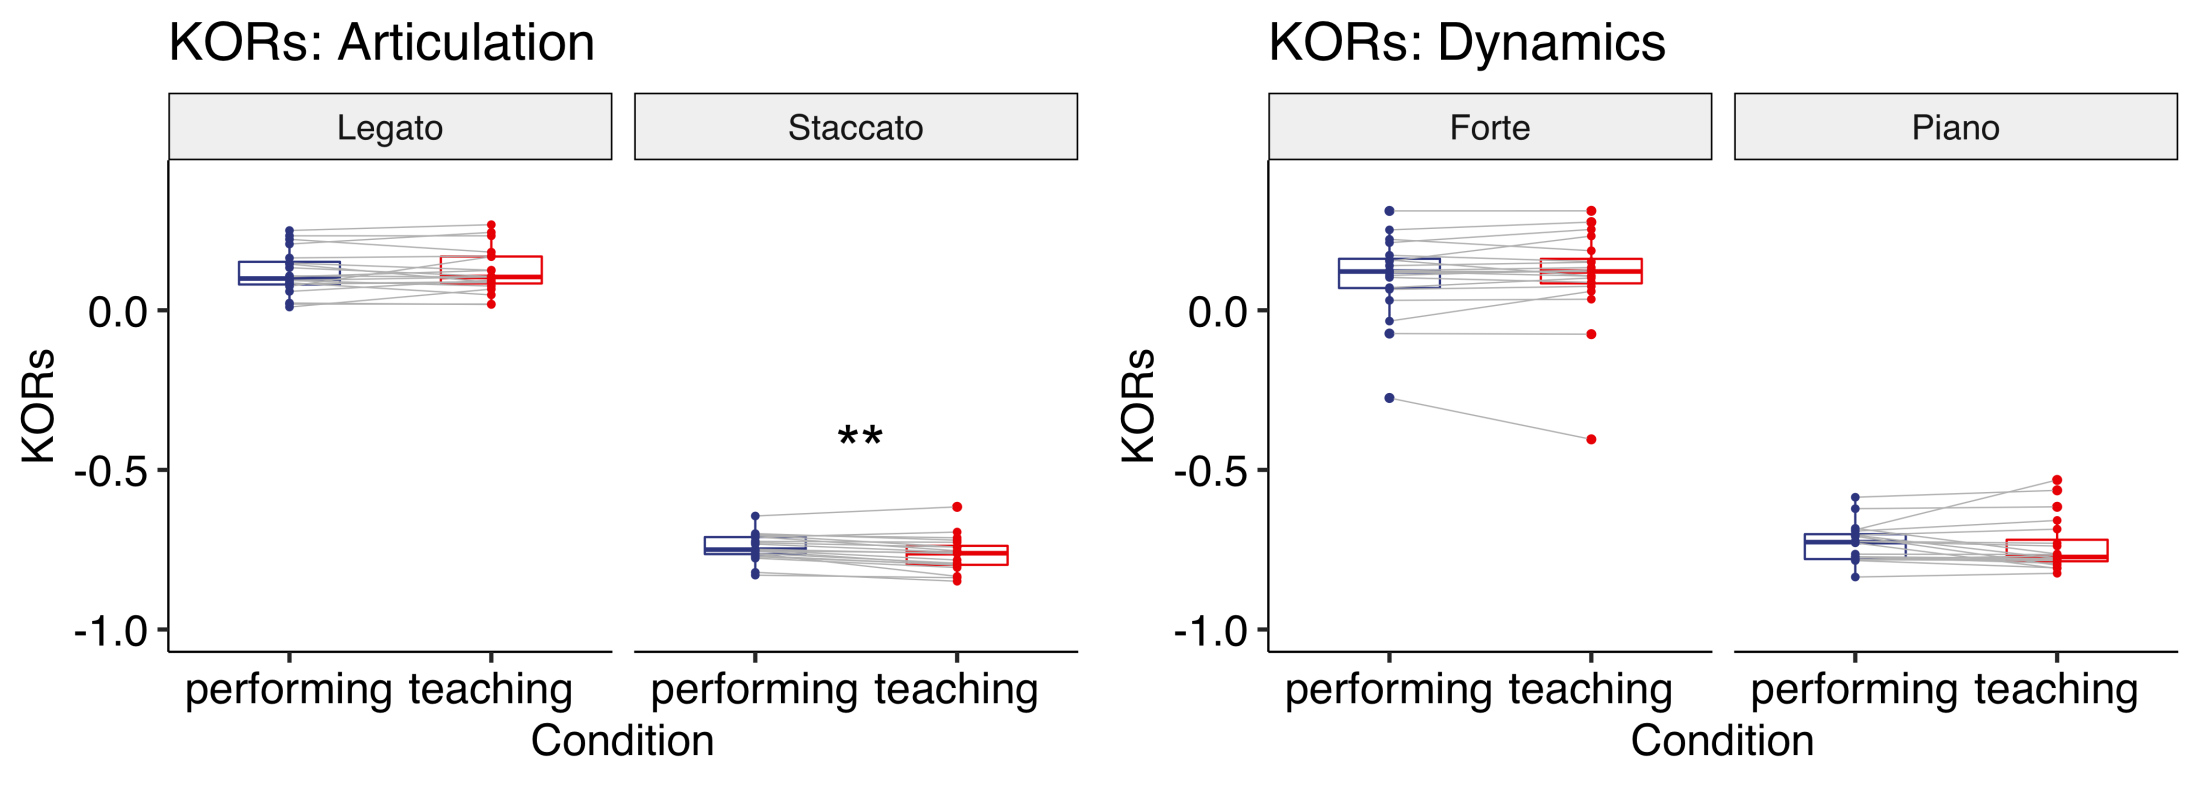 KORs: Articulation
Legato
Staccato
KORs
0.0
-0.5
-1.0
**
performing teaching
performing teaching
Condition
KORs: Dynamics
Forte
Piano
KORs
0.0
-0.5
-1.0
performing teaching
performing teaching
Condition